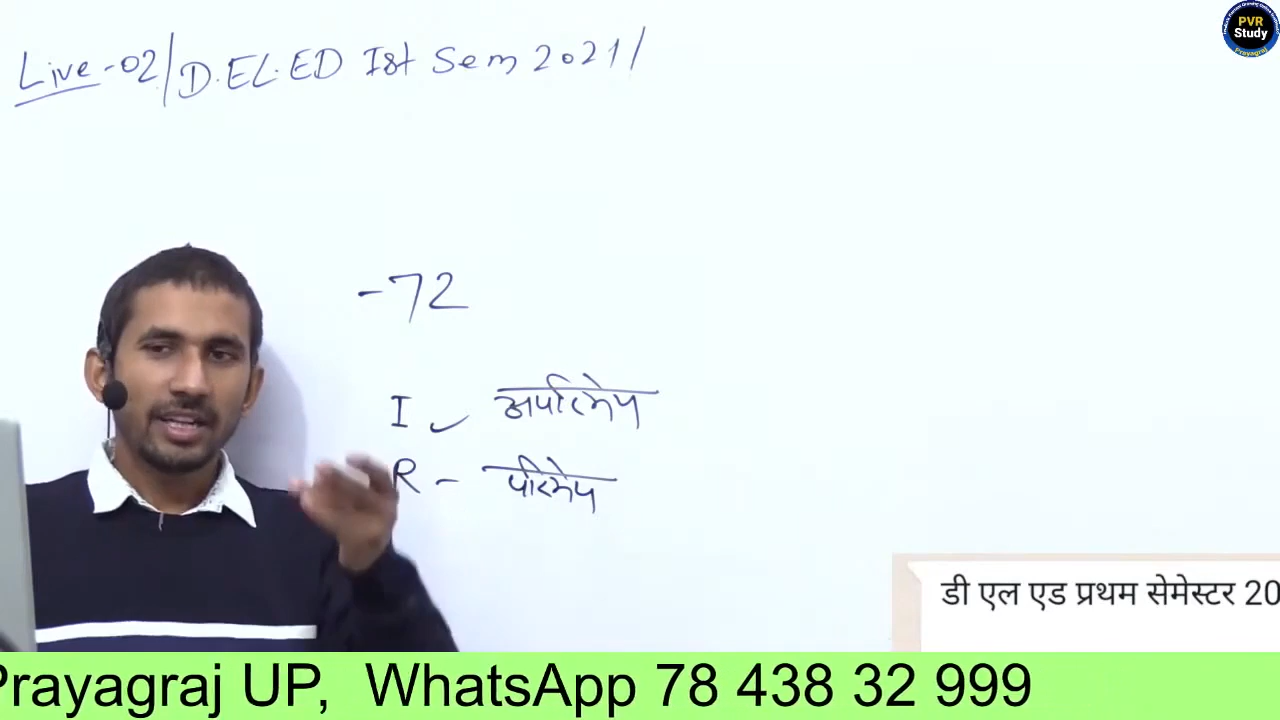 Live-02/D.EL.ED Ist Sem 2021/
PVR
Study
Prayagraj
-72
I ✓ अपरिमेय
R - परिमेय
डी एल एड प्रथम सेमेस्टर 20
Prayagraj UP, WhatsApp 78 438 32 999